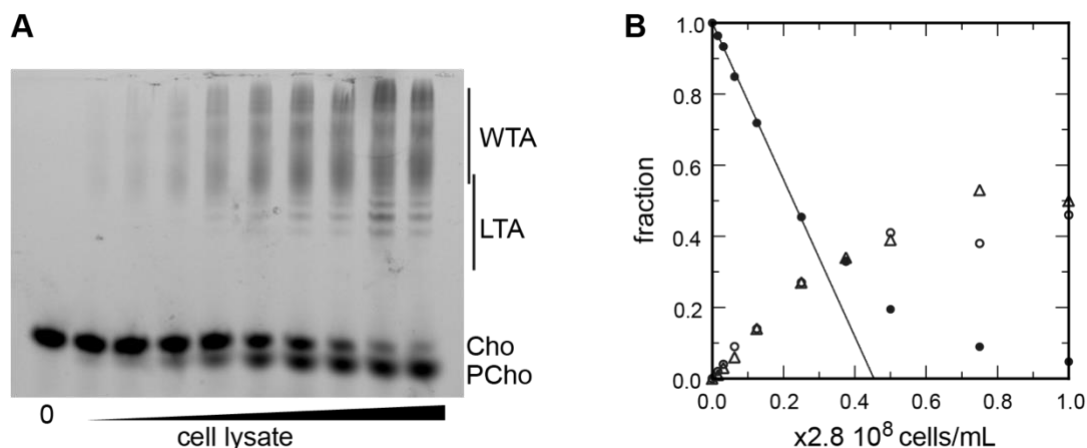 A
WTA
LTA
Cho
PCho
0
cell lysate
B
fraction
1.0
0.8
0.6
0.4
0.2
0.0
0.0 0.2 0.4 0.6 0.8 1.0
x2.8 10⁸ cells/mL